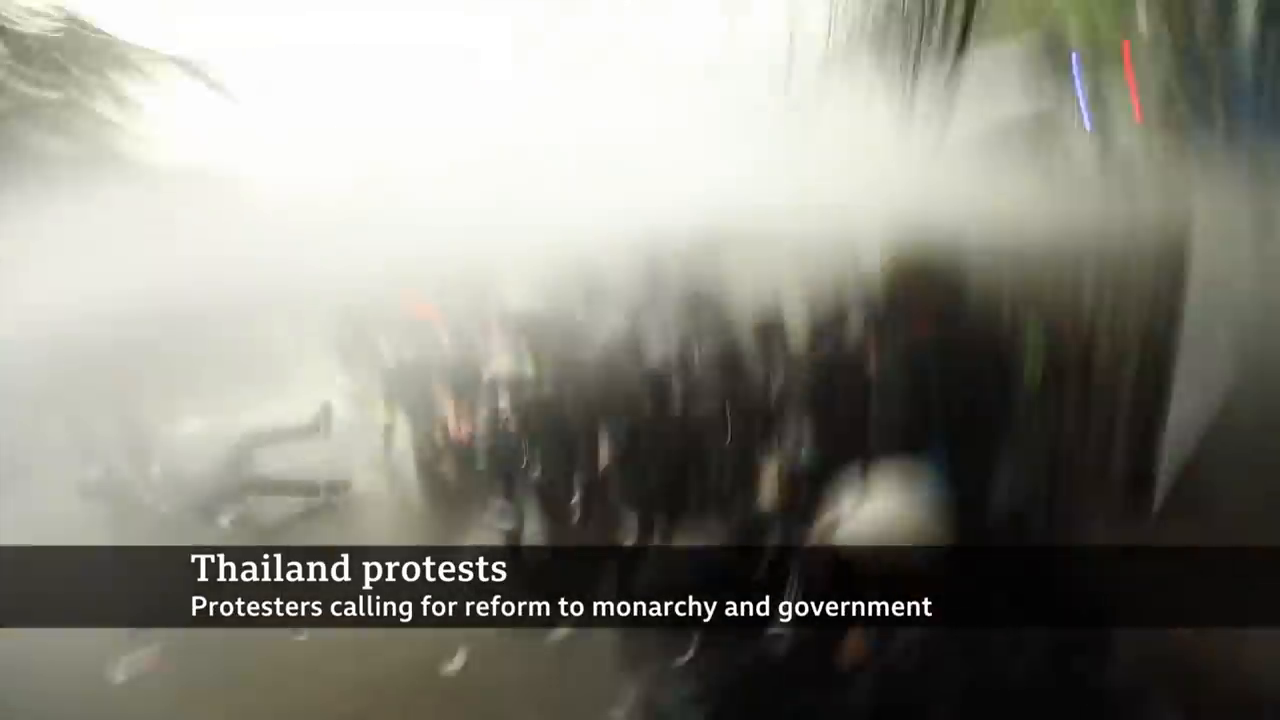 Thailand protests
Protesters calling for reform to monarchy and government